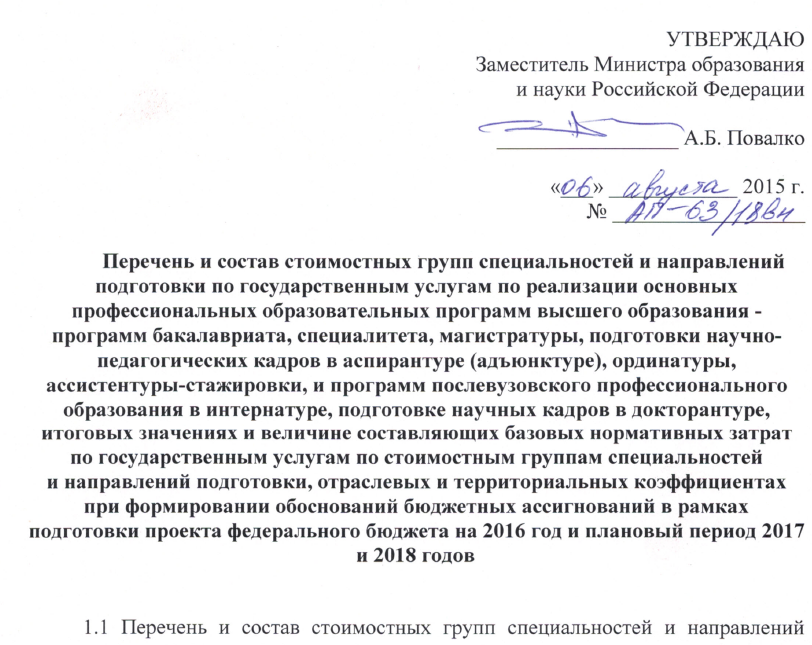 УТВЕРЖДАЮ
Заместитель Министра образования
и науки Российской Федерации
А.Б. Повалко
«06» августа 2015 г.
№ АП-63/18вн
Перечень и состав стоимостных групп специальностей и направлений
подготовки по государственным услугам по реализации основных
профессиональных образовательных программ высшего образования -
программ бакалавриата, специалитета, магистратуры, подготовки научно-
педагогических кадров в аспирантуре (адъюнктуре), ординатуры,
ассистентуры-стажировки, и программ послевузовского профессионального
образования в интернатуре, подготовке научных кадров в докторантуре,
итоговых значениях и величине составляющих базовых нормативных затрат
по государственным услугам по стоимостным группам специальностей
и направлений подготовки, отраслевых и территориальных коэффициентах
при формировании обоснований бюджетных ассигнований в рамках
подготовки проекта федерального бюджета на 2016 год и плановый период 2017
и 2018 годов
1.1 Перечень и состав стоимостных групп специальностей и направлений